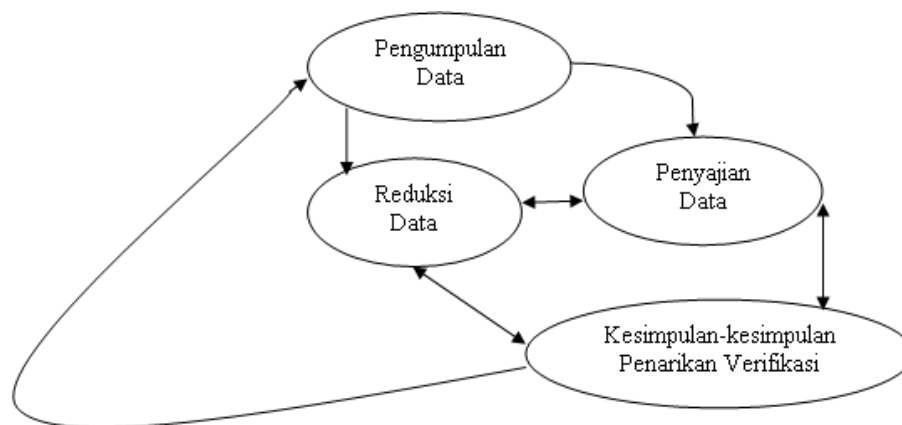 Pengumpulan
Data
Penyajian
Data
Reduksi
Data
Kesimpulan-kesimpulan
Penarikan Verifikasi